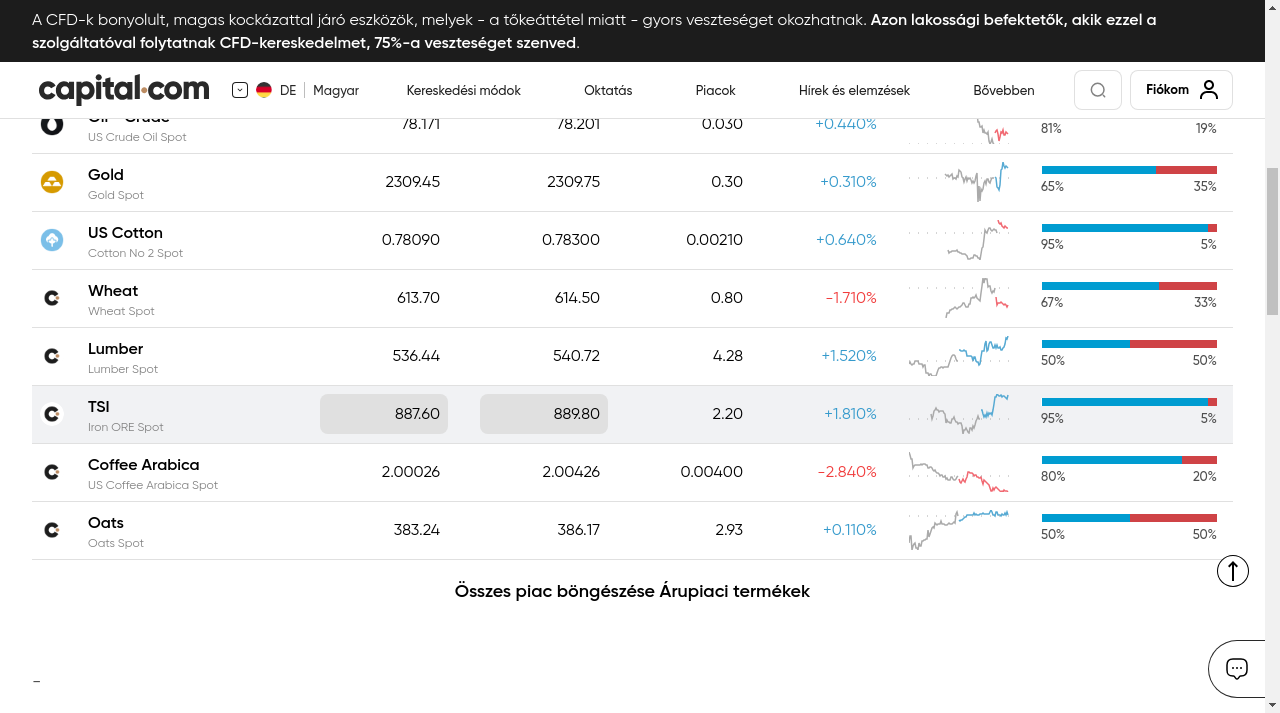 A CFD-k bonyolult, magas kockázattal járó eszközök, melyek - a tőkeáttétel miatt - gyors veszteséget okozhatnak. Azon lakossági befektetők, akik ezzel a
szolgáltatóval folytatnak CFD-kereskedelmet, 75%-a veszteséget szenved.
capital.com DE Magyar Kereskedési módok Oktatás Piacok Hírek és elemzések Bővebben Fiókom
Oil - Crude 78.171 78.201 0.030 +0.440% 81% 19%
US Crude Oil Spot
Gold 2309.45 2309.75 0.30 +0.310% 65% 35%
Gold Spot
US Cotton 0.78090 0.78300 0.00210 +0.640% 95% 5%
Cotton No 2 Spot
Wheat 613.70 614.50 0.80 -1.710% 67% 33%
Wheat Spot
Lumber 536.44 540.72 4.28 +1.520% 50% 50%
Lumber Spot
TSI 887.60 889.80 2.20 +1.810% 95% 5%
Iron ORE Spot
Coffee Arabica 2.00026 2.00426 0.00400 -2.840% 80% 20%
US Coffee Arabica Spot
Oats 383.24 386.17 2.93 +0.110% 50% 50%
Oats Spot
Összes piac böngészése Árupiaci termékek
–